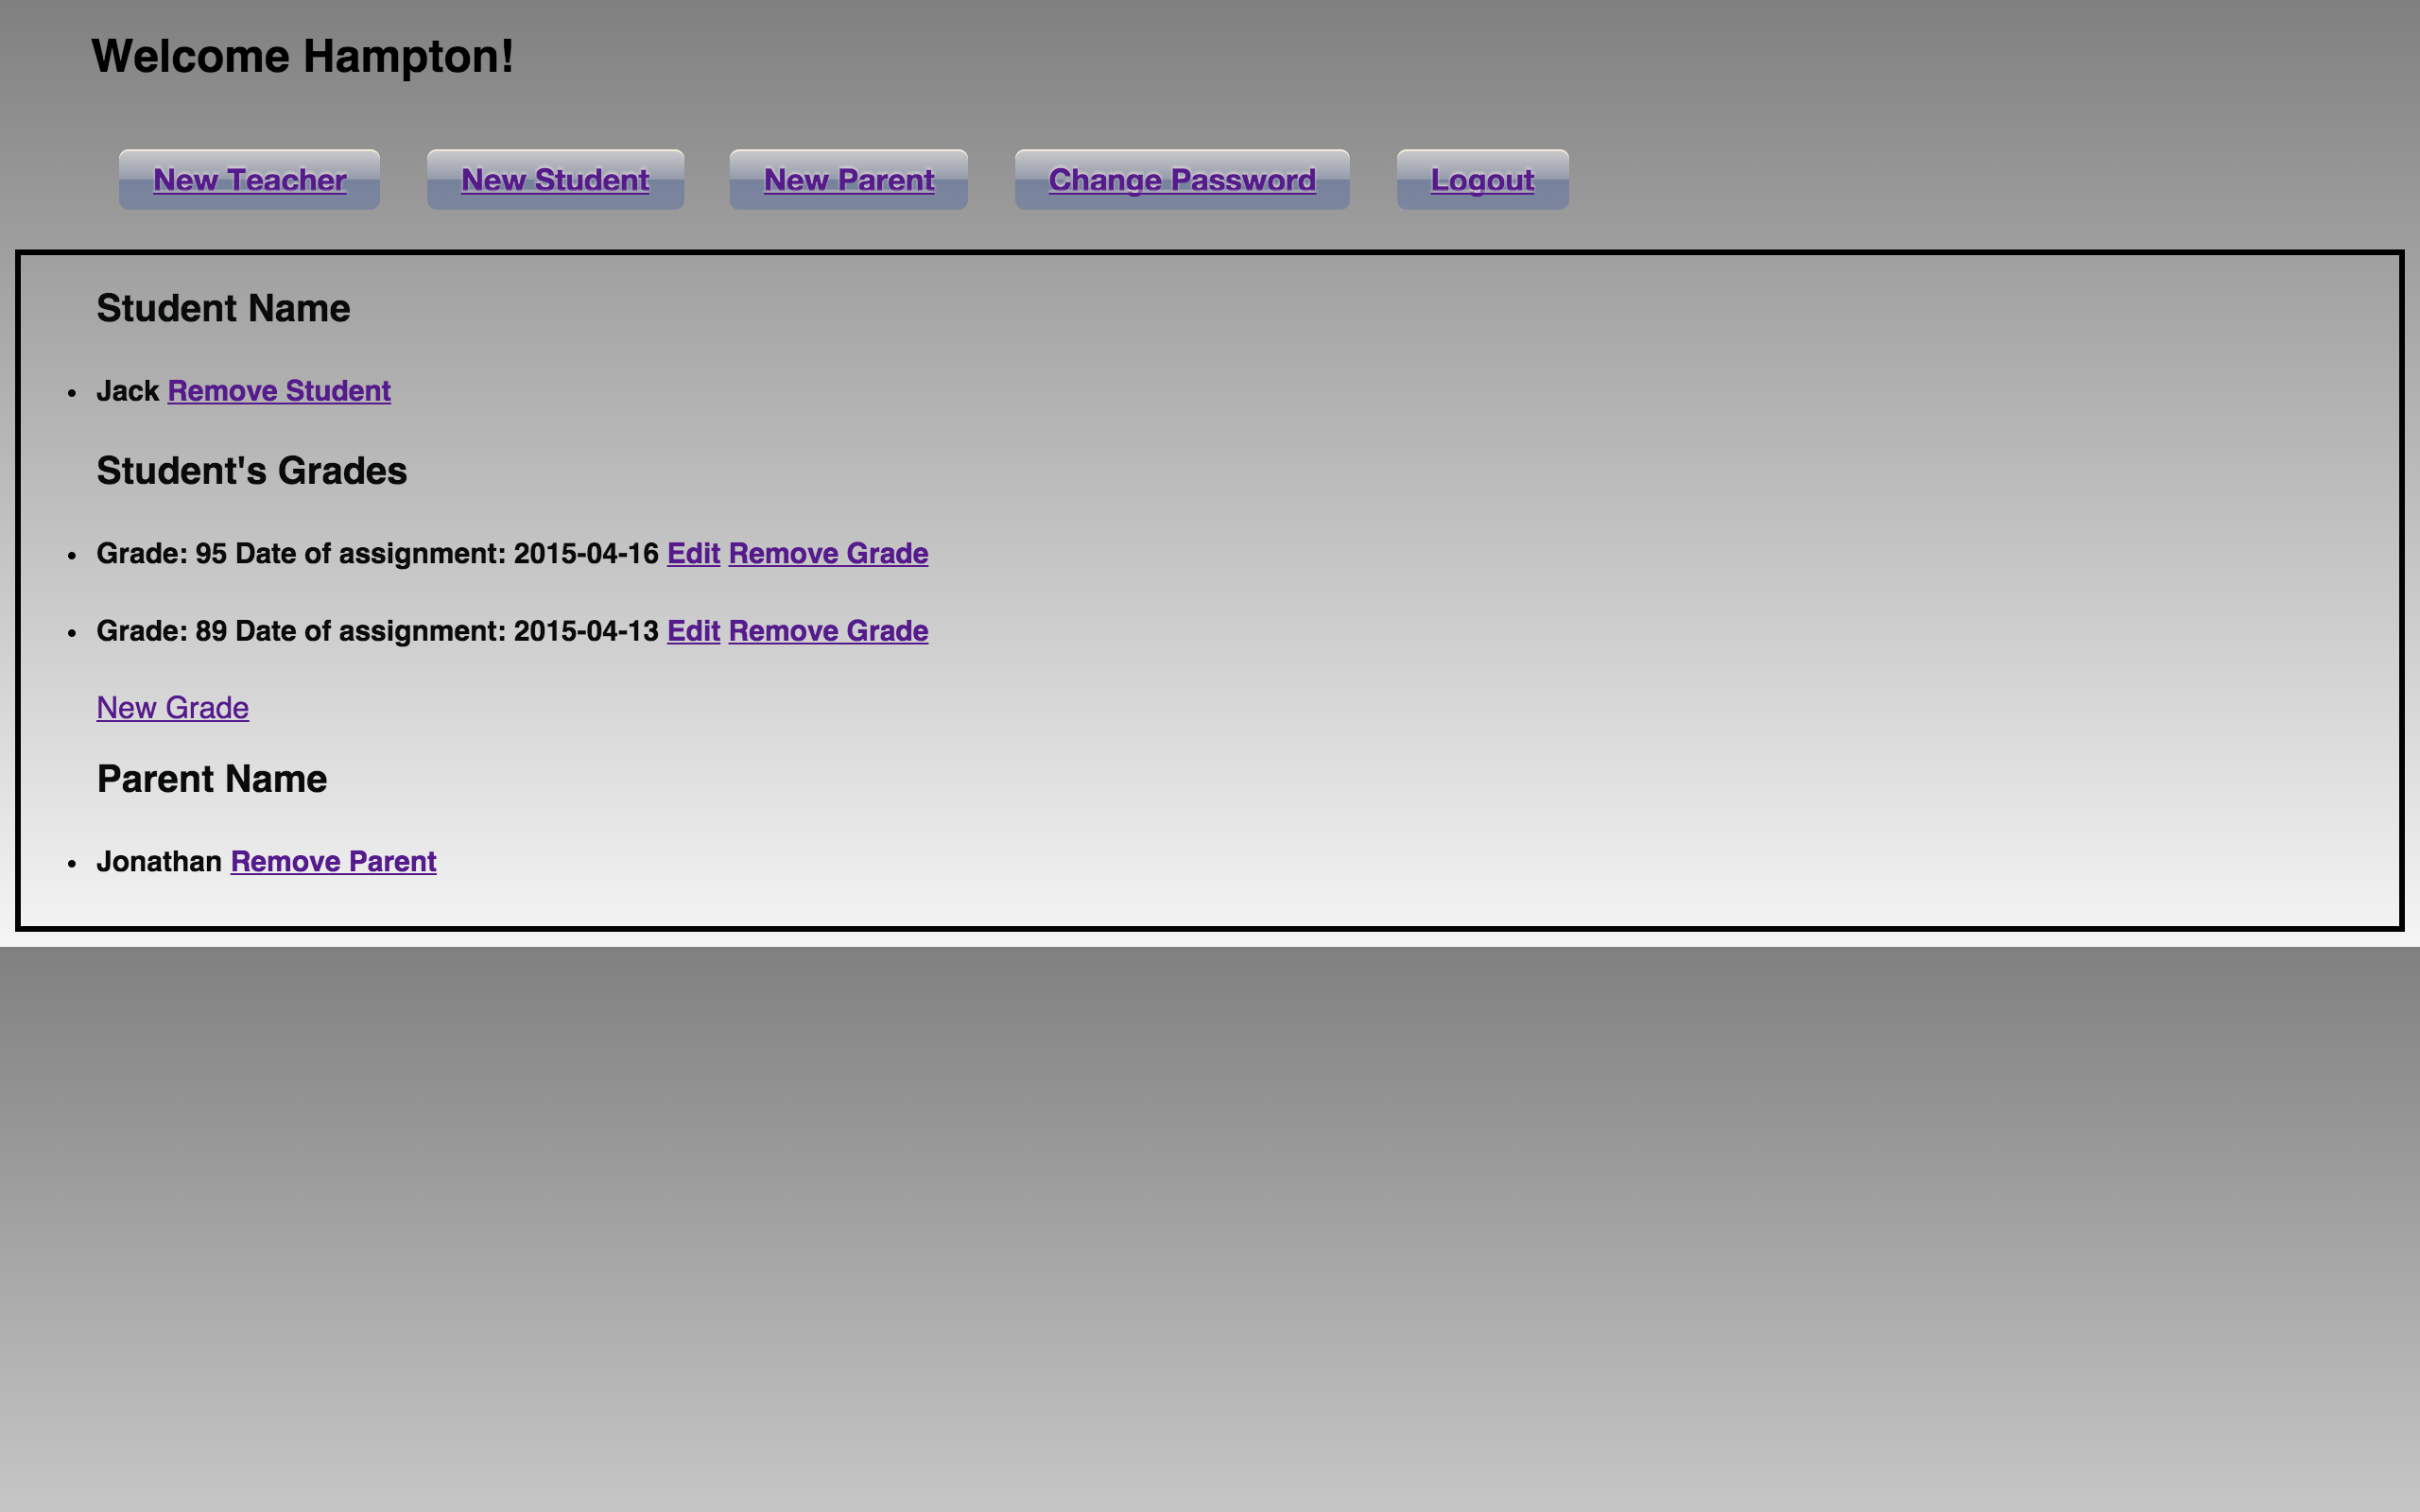 Welcome Hampton!
New Teacher New Student New Parent Change Password Logout
Student Name
• Jack Remove Student
Student's Grades
• Grade: 95 Date of assignment: 2015-04-16 Edit Remove Grade
• Grade: 89 Date of assignment: 2015-04-13 Edit Remove Grade
New Grade
Parent Name
• Jonathan Remove Parent